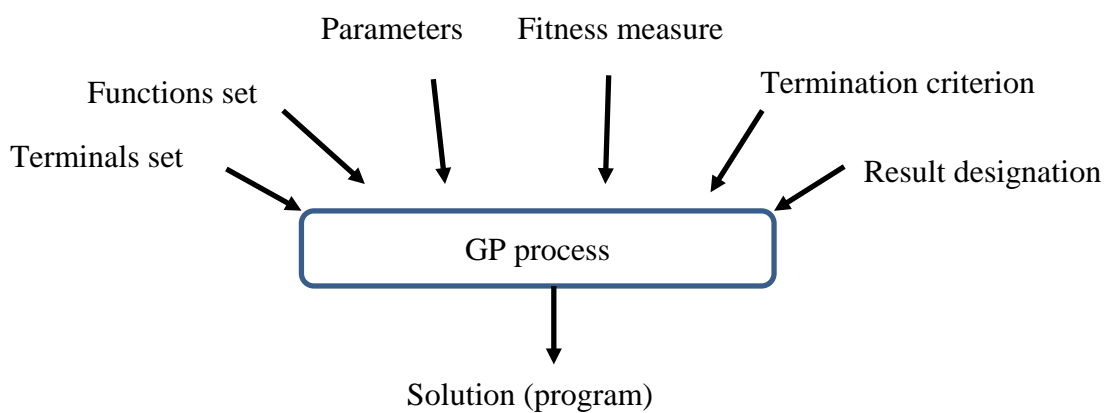 Parameters
Fitness measure
Functions set
Termination criterion
Terminals set
Result designation
GP process
Solution (program)